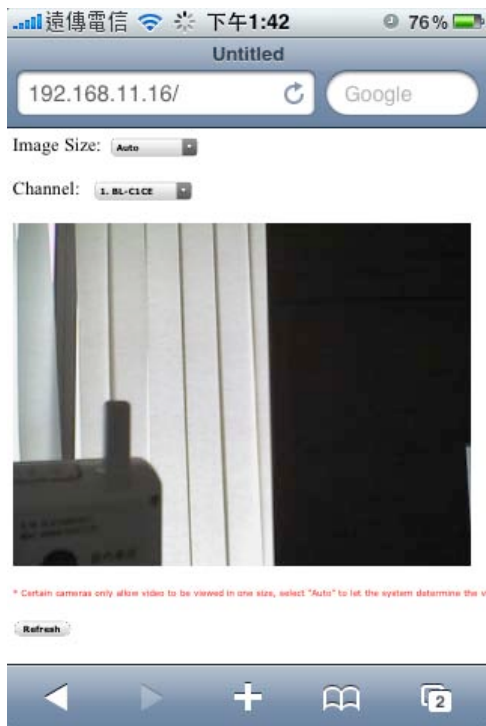 遠傳電信 下午1:42 76%
Untitled
192.168.11.16/ Google
Image Size: Auto
Channel: 1. BL-C1CE
* Certain cameras only allow video to be viewed in one size, select "Auto" to let the system determine the v
Refresh
2